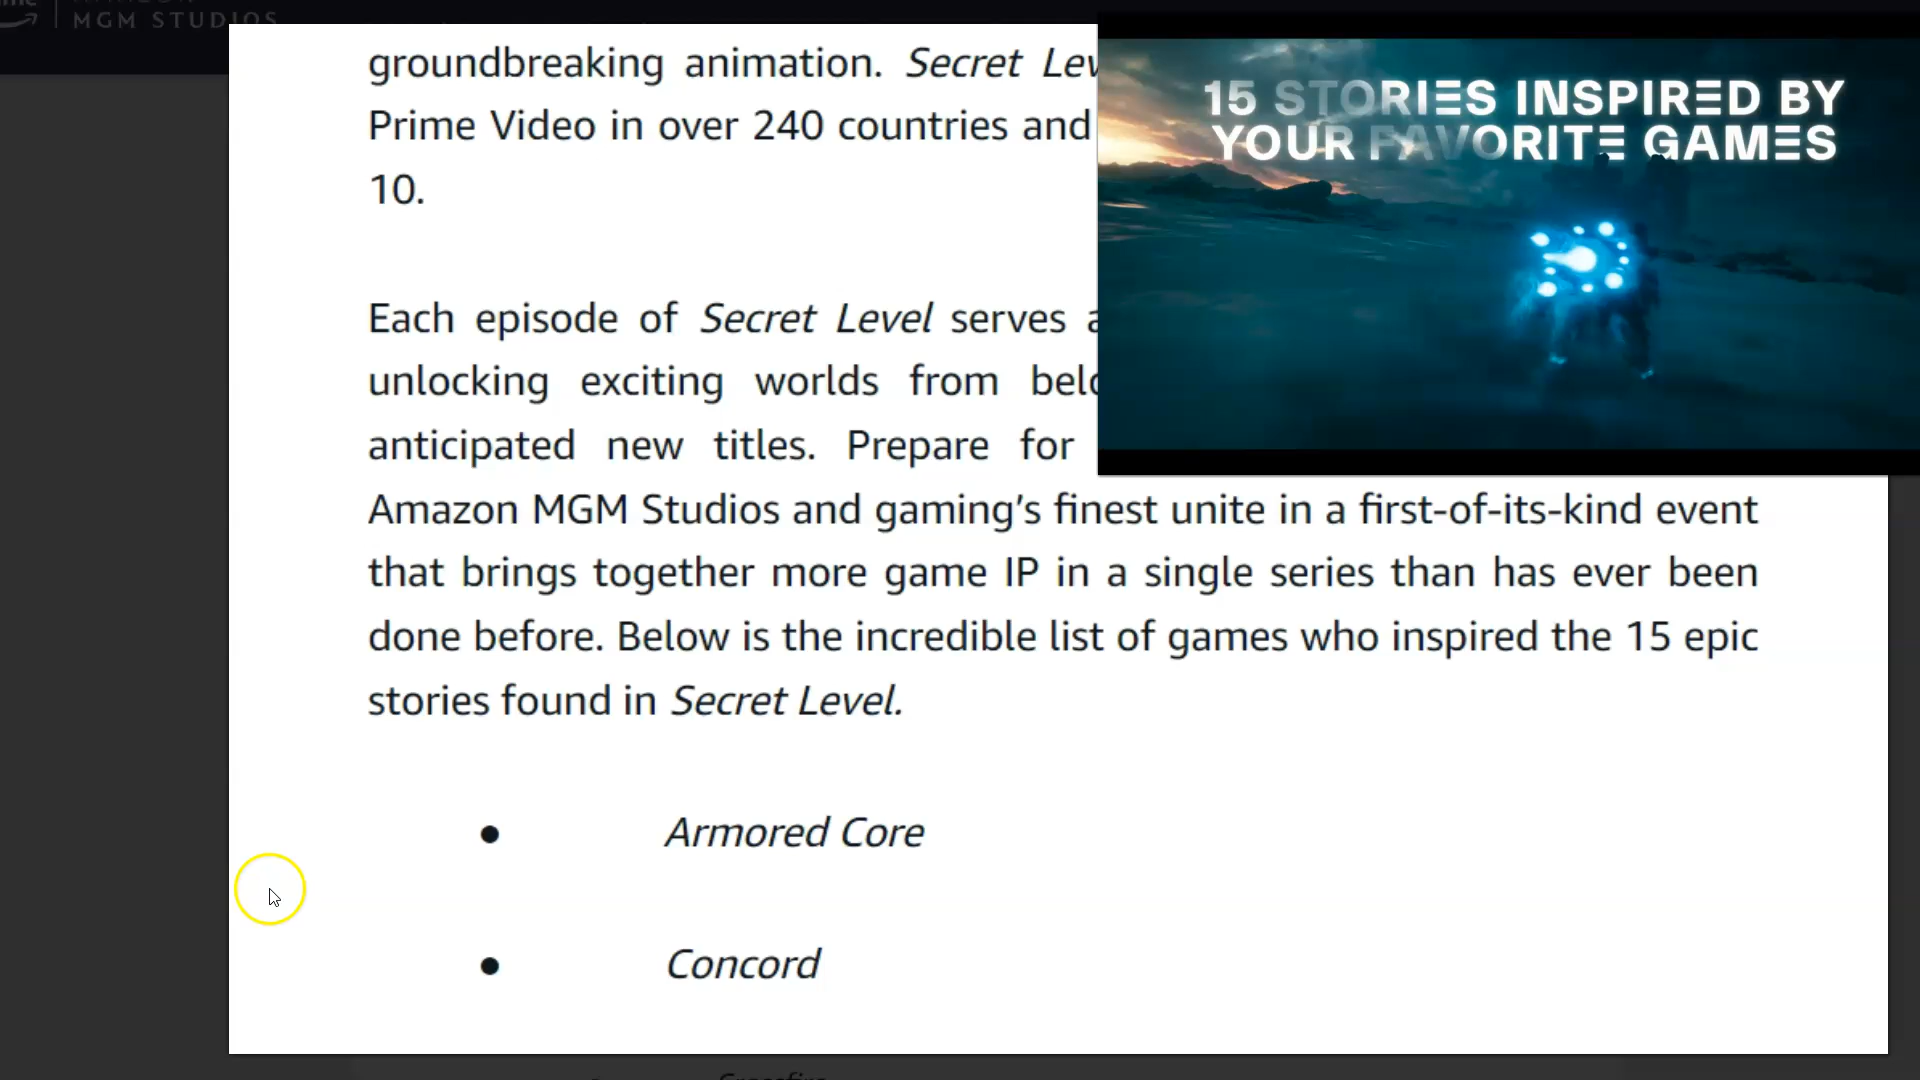 MGM STUDIOS
groundbreaking animation. Secret Lev
Prime Video in over 240 countries and
10.
15 STORIES INSPIRED BY
YOUR FAVORITE GAMES
Each episode of Secret Level serves a
unlocking exciting worlds from belo
anticipated new titles. Prepare for
Amazon MGM Studios and gaming’s finest unite in a first-of-its-kind event
that brings together more game IP in a single series than has ever been
done before. Below is the incredible list of games who inspired the 15 epic
stories found in Secret Level.
• Armored Core
• Concord